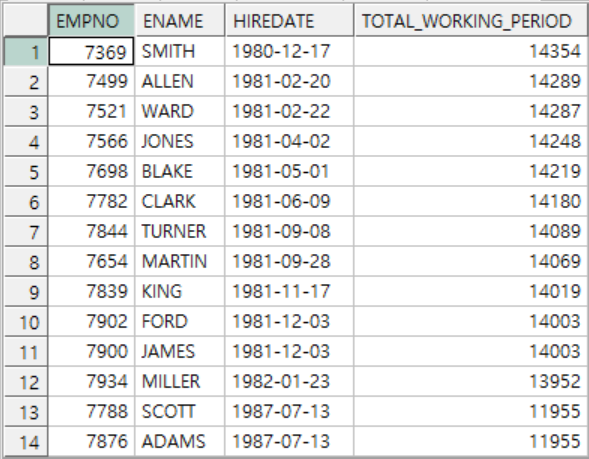 EMPNO ENAME HIREDATE TOTAL_WORKING_PERIOD
1 7369 SMITH 1980-12-17 14354
2 7499 ALLEN 1981-02-20 14289
3 7521 WARD 1981-02-22 14287
4 7566 JONES 1981-04-02 14248
5 7698 BLAKE 1981-05-01 14219
6 7782 CLARK 1981-06-09 14180
7 7844 TURNER 1981-09-08 14089
8 7654 MARTIN 1981-09-28 14069
9 7839 KING 1981-11-17 14019
10 7902 FORD 1981-12-03 14003
11 7900 JAMES 1981-12-03 14003
12 7934 MILLER 1982-01-23 13952
13 7788 SCOTT 1987-07-13 11955
14 7876 ADAMS 1987-07-13 11955